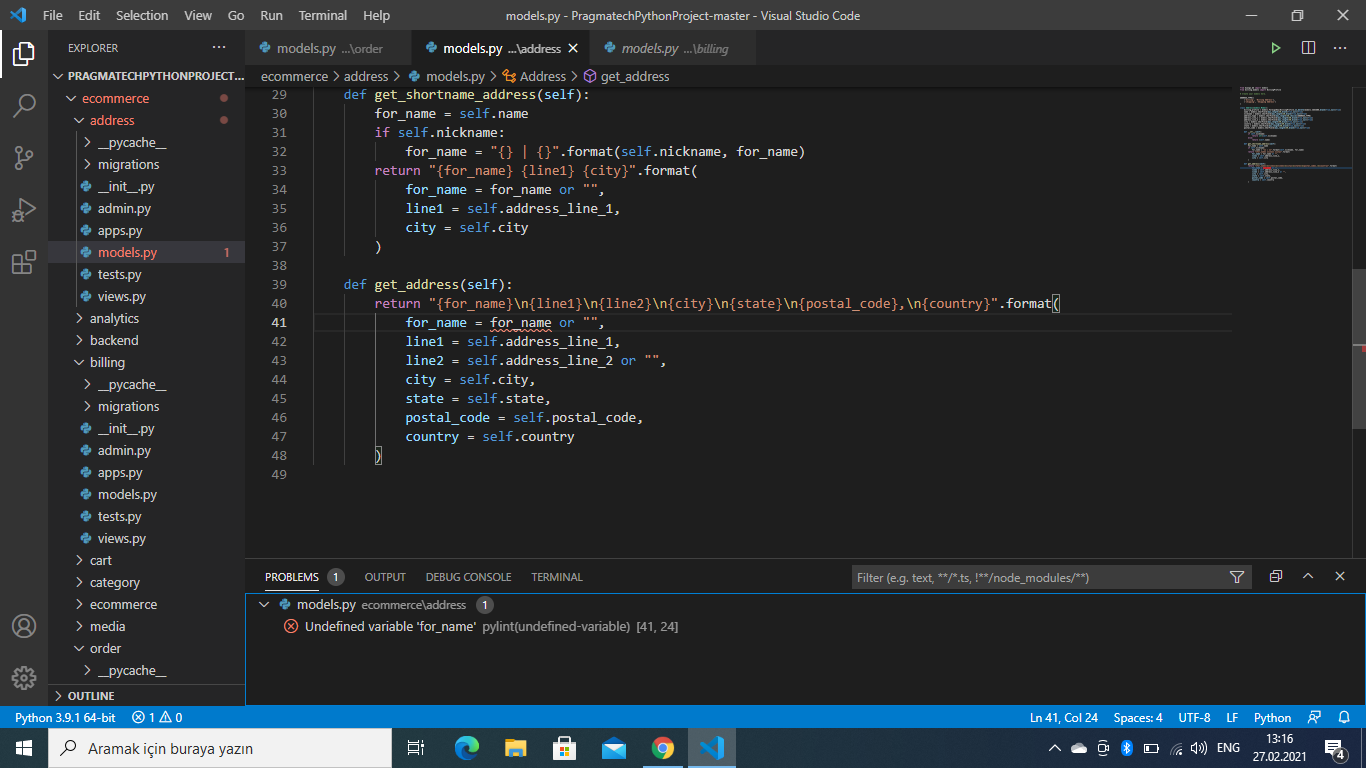 File Edit Selection View Go Run Terminal Help models.py - PragmatechPythonProject-master - Visual Studio Code
EXPLORER
PRAGMATECHPYTHONPROJECT...
ecommerce
address
__pycache__
migrations
__init__.py
admin.py
apps.py
models.py 1
tests.py
views.py
analytics
backend
billing
__pycache__
migrations
__init__.py
admin.py
apps.py
models.py
tests.py
views.py
cart
category
ecommerce
media
order
__pycache__
OUTLINE
models.py ...\order models.py ...\address models.py ...\billing
ecommerce > address > models.py > Address > get_address
29 def get_shortname_address(self):
30 for_name = self.name
31 if self.nickname:
32 for_name = "{} | {}".format(self.nickname, for_name)
33 return "{for_name} {line1} {city}".format(
34 for_name = for_name or "",
35 line1 = self.address_line_1,
36 city = self.city
37 )
38
39 def get_address(self):
40 return "{for_name}\n{line1}\n{line2}\n{city}\n{state}\n{postal_code},\n{country}".format(
41 for_name = for_name or "",
42 line1 = self.address_line_1,
43 line2 = self.address_line_2 or "",
44 city = self.city,
45 state = self.state,
46 postal_code = self.postal_code,
47 country = self.country
48 )
49
PROBLEMS 1 OUTPUT DEBUG CONSOLE TERMINAL Filter (e.g. text, **/*.ts, !**/node_modules/**)
models.py ecommerce\address 1
Undefined variable 'for_name' pylint(undefined-variable) [41, 24]
Python 3.9.1 64-bit 1 0 Ln 41, Col 24 Spaces: 4 UTF-8 LF Python
Aramak için buraya yazın ENG 13:16
27.02.2021 4